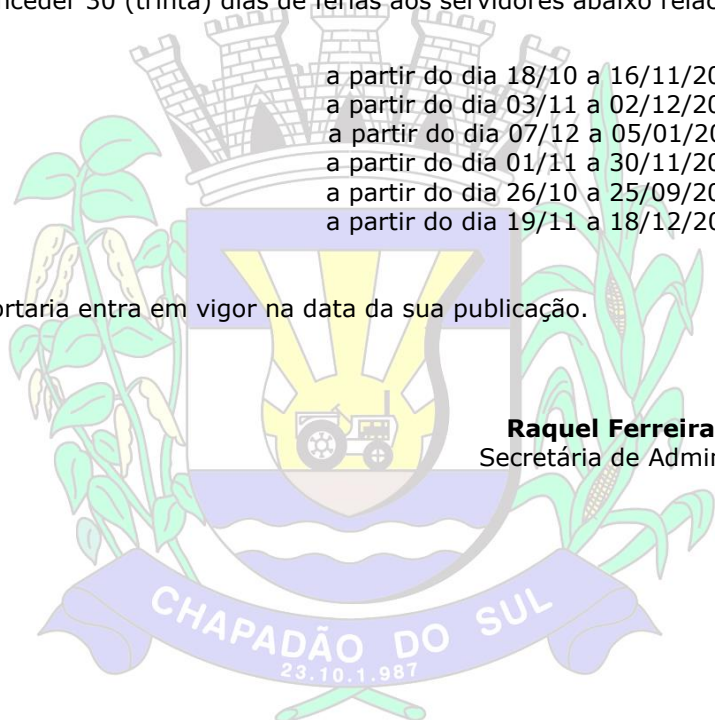 nceder 30 (trinta) dias de férias aos servidores abaixo relac
a partir do dia 18/10 a 16/11/20
a partir do dia 03/11 a 02/12/20
a partir do dia 07/12 a 05/01/20
a partir do dia 01/11 a 30/11/20
a partir do dia 26/10 a 25/09/20
a partir do dia 19/11 a 18/12/20
ortaria entra em vigor na data da sua publicação.
Raquel Ferreira
Secretária de Admin
CHAPADÃO DO SUL
23.10.1.987